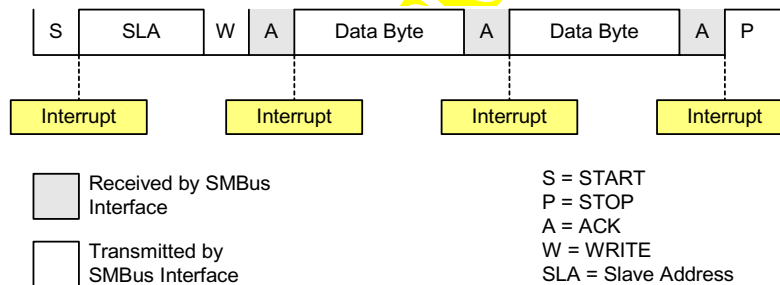 S SLA W A Data Byte A Data Byte A P
Interrupt Interrupt Interrupt Interrupt
Received by SMBus
Interface
Transmitted by
SMBus Interface
S = START
P = STOP
A = ACK
W = WRITE
SLA = Slave Address